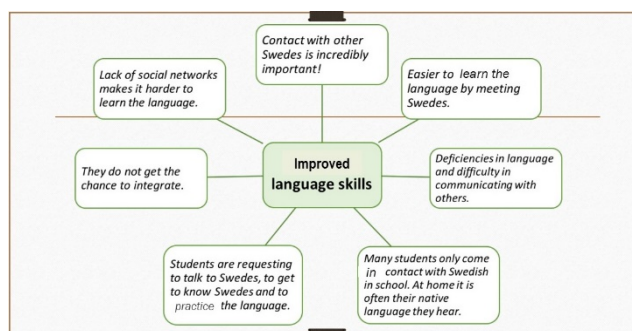 Contact with other
Swedes is incredibly
important!
Lack of social networks
makes it harder to
learn the language.
Easier to learn the
language by meeting
Swedes.
They do not get the
chance to integrate.
Improved
language skills
Deficiencies in language
and difficulty in
communicating with
others.
Students are requesting
to talk to Swedes, to get
to know Swedes and to
practice the language.
Many students only come
in contact with Swedish
in school. At home it is
often their native
language they hear.